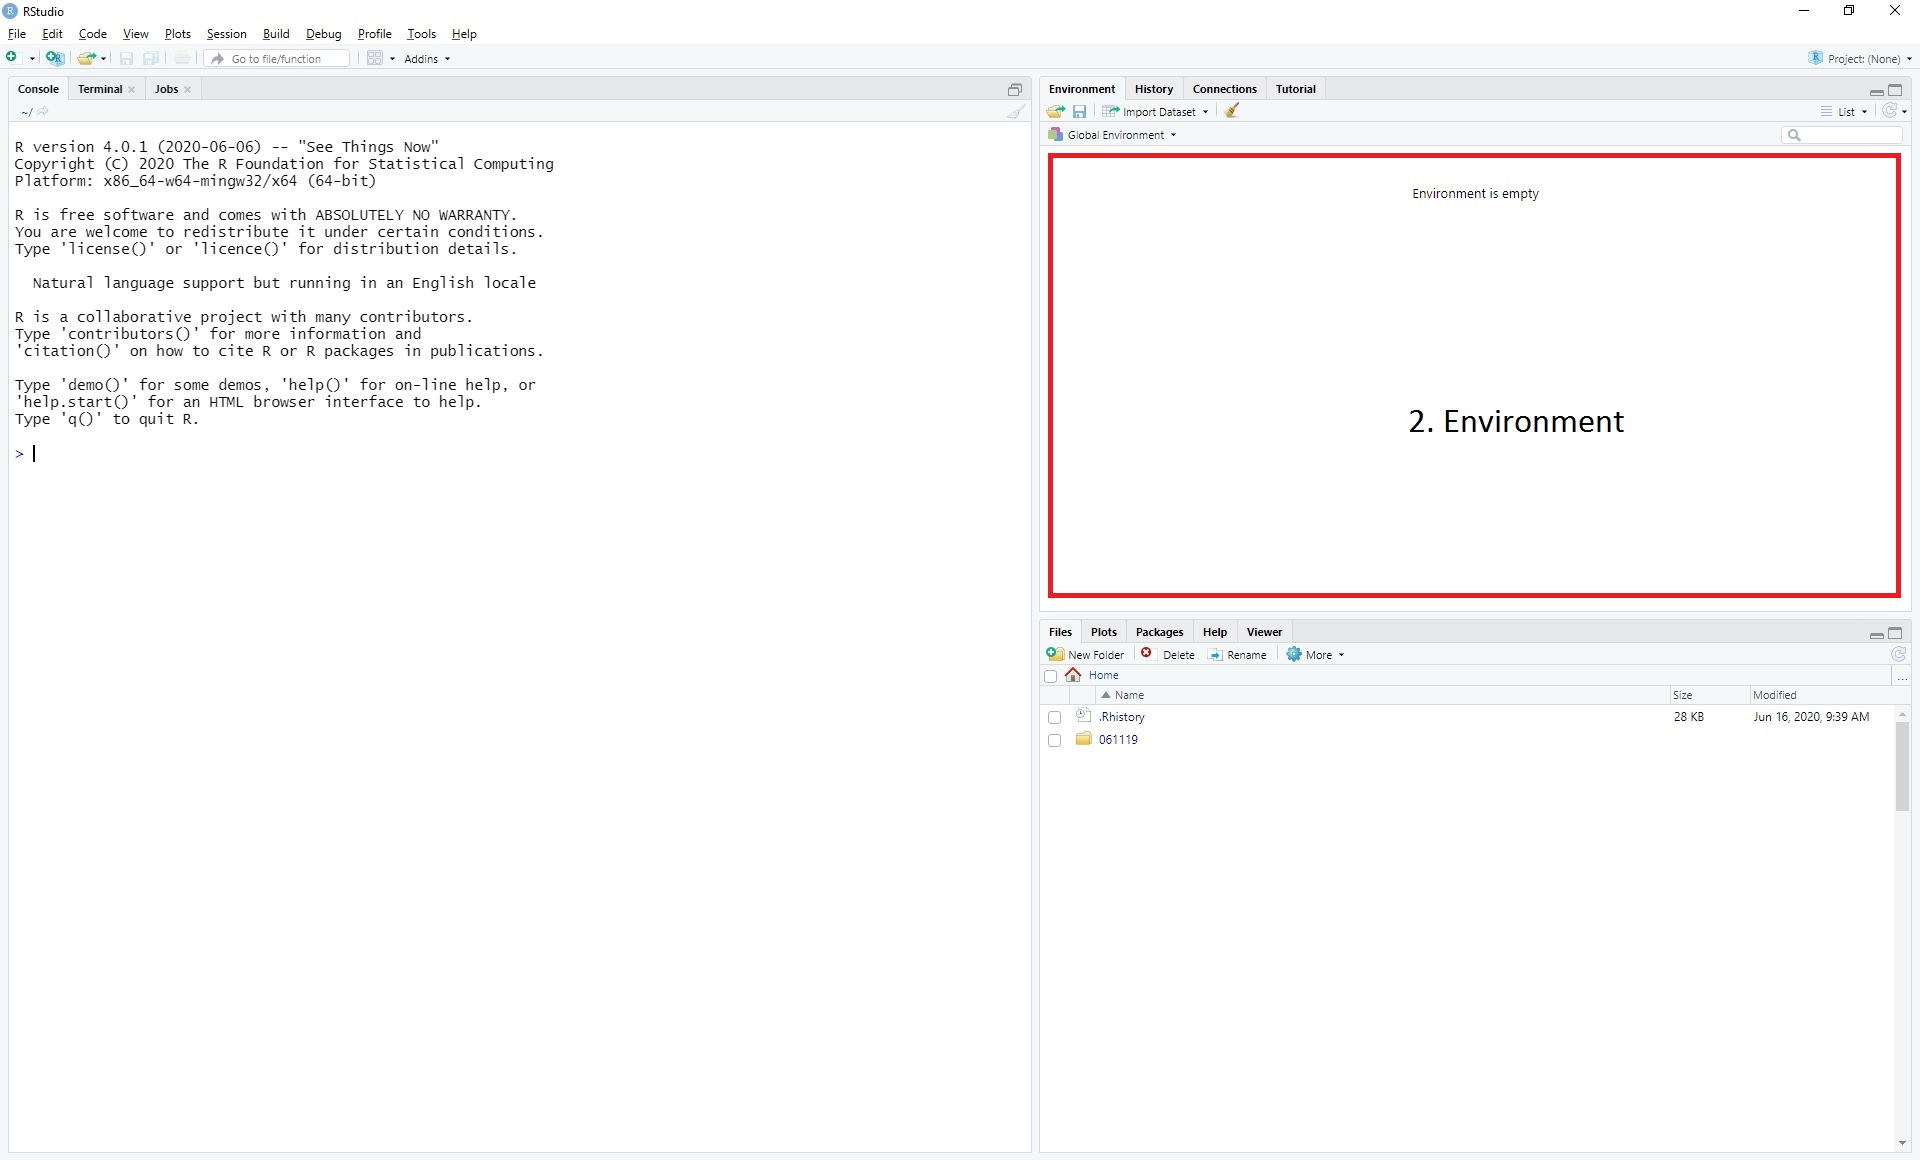 RStudio
File Edit Code View Plots Session Build Debug Profile Tools Help
Go to file/function Addins Project: (None)
Console Terminal Jobs
~/
R version 4.0.1 (2020-06-06) -- "See Things Now"
Copyright (C) 2020 The R Foundation for Statistical Computing
Platform: x86_64-w64-mingw32/x64 (64-bit)
R is free software and comes with ABSOLUTELY NO WARRANTY.
You are welcome to redistribute it under certain conditions.
Type 'license()' or 'licence()' for distribution details.
Natural language support but running in an English locale
R is a collaborative project with many contributors.
Type 'contributors()' for more information and
'citation()' on how to cite R or R packages in publications.
Type 'demo()' for some demos, 'help()' for on-line help, or
'help.start()' for an HTML browser interface to help.
Type 'q()' to quit R.
>
Environment History Connections Tutorial
Import Dataset List
Global Environment
Environment is empty
2. Environment
Files Plots Packages Help Viewer
New Folder Delete Rename More
Home ...
Name Size Modified
.Rhistory 28 KB Jun 16, 2020, 9:39 AM
061119